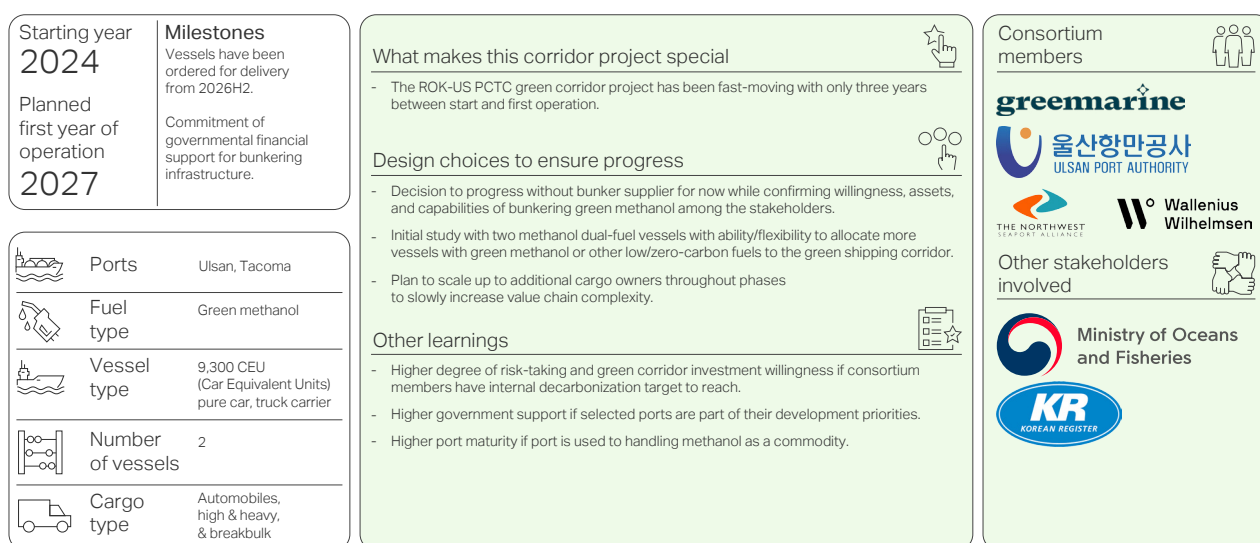 Starting year
2024
Planned
first year of
operation
2027
Milestones
Vessels have been
ordered for delivery
from 2026H2.
Commitment of
governmental financial
support for bunkering
infrastructure.
Ports
Ulsan, Tacoma
Fuel
type
Green methanol
Vessel
type
9,300 CEU
(Car Equivalent Units)
pure car, truck carrier
Number
of vessels
2
Cargo
type
Automobiles,
high & heavy,
& breakbulk
What makes this corridor project special
- The ROK-US PCTC green corridor project has been fast-moving with only three years
between start and first operation.
Design choices to ensure progress
- Decision to progress without bunker supplier for now while confirming willingness, assets,
and capabilities of bunkering green methanol among the stakeholders.
- Initial study with two methanol dual-fuel vessels with ability/flexibility to allocate more
vessels with green methanol or other low/zero-carbon fuels to the green shipping corridor.
- Plan to scale up to additional cargo owners throughout phases
to slowly increase value chain complexity.
Other learnings
- Higher degree of risk-taking and green corridor investment willingness if consortium
members have internal decarbonization target to reach.
- Higher government support if selected ports are part of their development priorities.
- Higher port maturity if port is used to handling methanol as a commodity.
Consortium
members
greenmarine
울산항만공사
ULSAN PORT AUTHORITY
THE NORTHWEST
SEAPORT ALLIANCE
Wallenius
Wilhelmsen
Other stakeholders
involved
Ministry of Oceans
and Fisheries
KR
KOREAN REGISTER